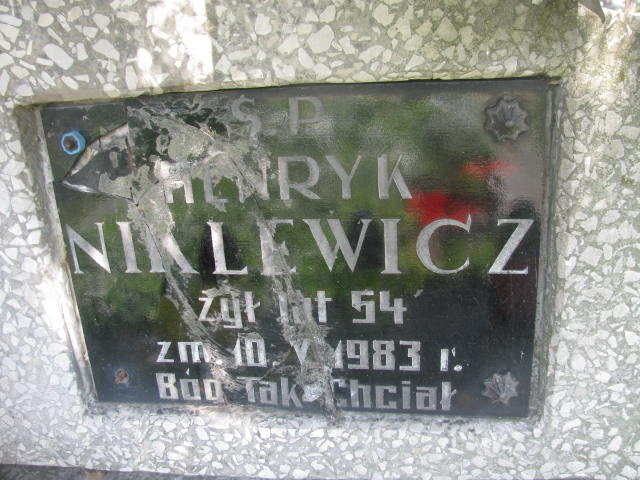 Ś.P
HENRYK
NIKLEWICZ
żył lat 54
zm. 10 V 1983 r.
Bóg Tak Chciał